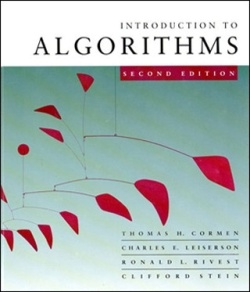 INTRODUCTION TO
ALGORITHMS
SECOND EDITION
THOMAS H. CORMEN
CHARLES E. LEISERSON
RONALD L. RIVEST
CLIFFORD STEIN